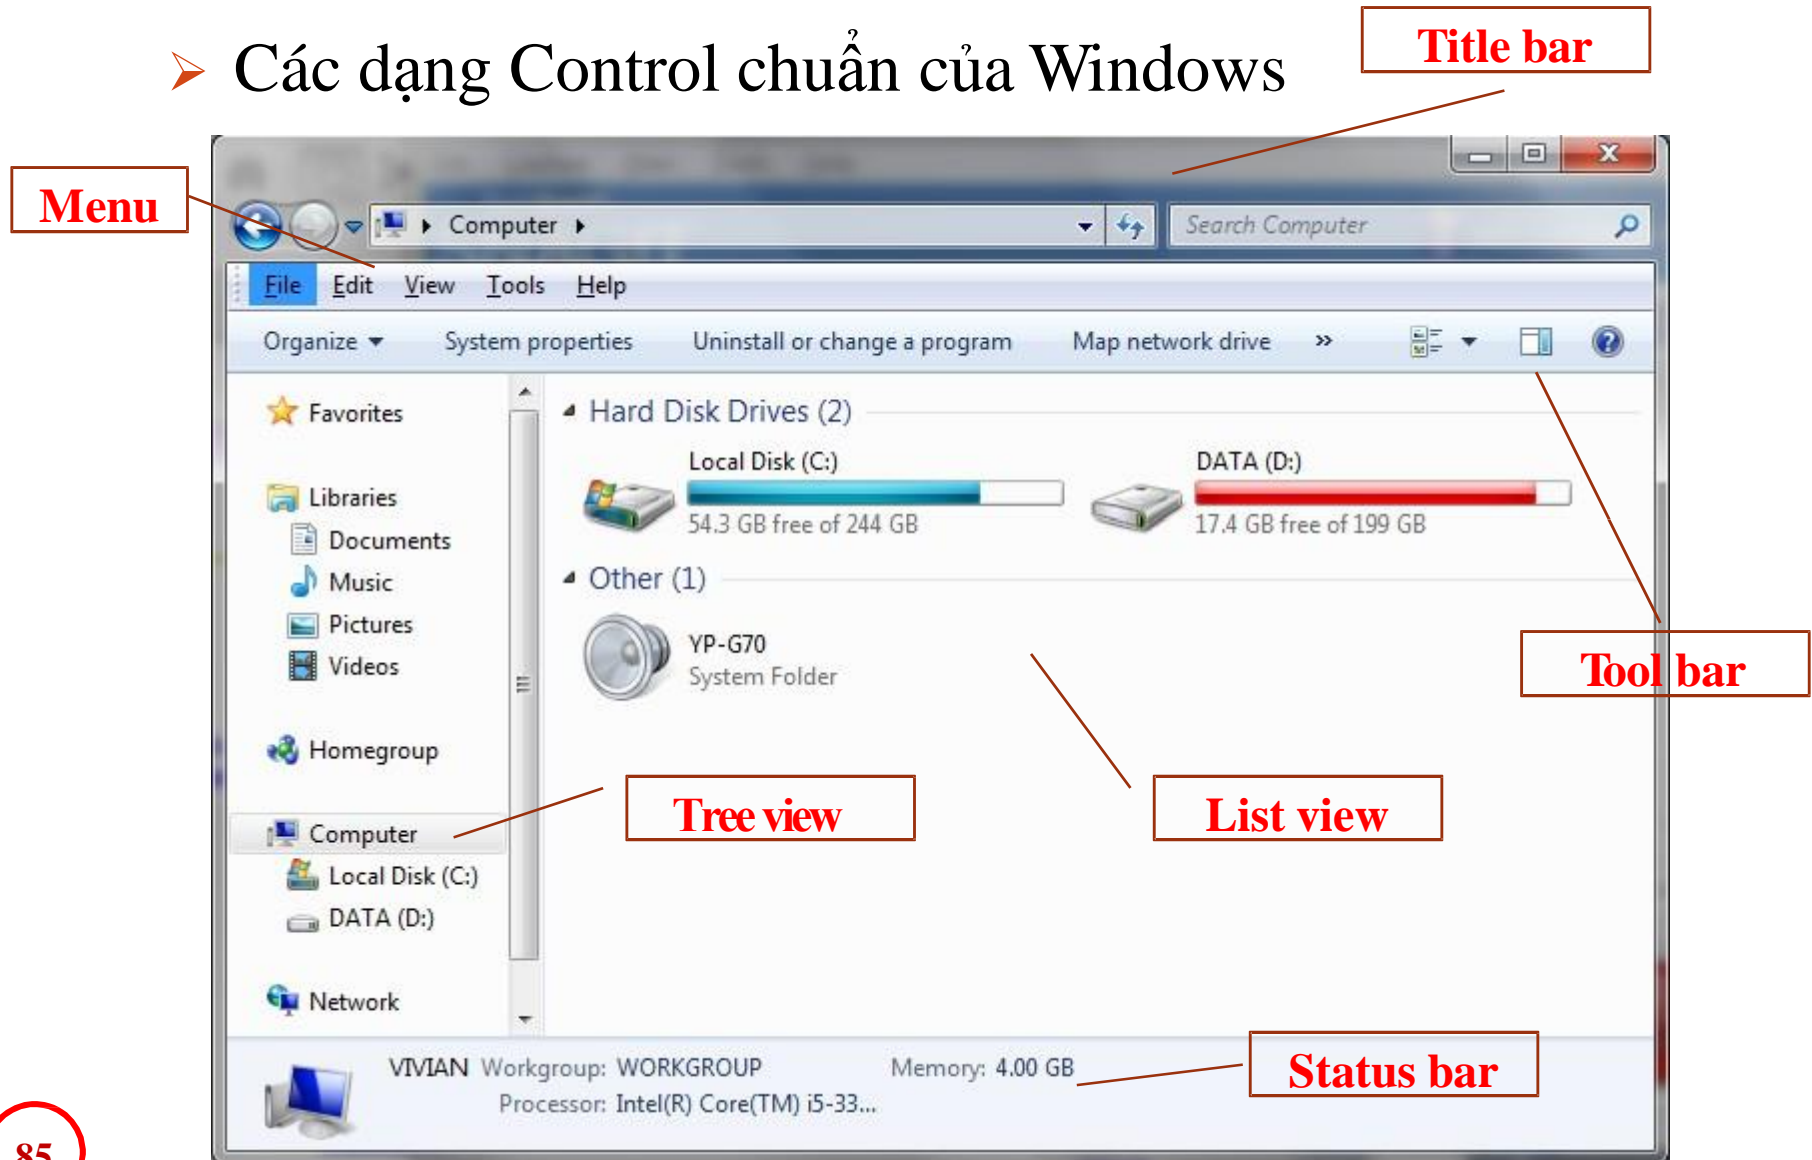 Title bar
➢ Các dạng Control chuẩn của Windows
Menu
Computer
Search Computer
File Edit View Tools Help
Organize System properties Uninstall or change a program Map network drive »
Favorites
Libraries
Documents
Music
Pictures
Videos
Homegroup
Computer
Local Disk (C:)
DATA (D:)
Network
Hard Disk Drives (2)
Local Disk (C:)
54.3 GB free of 244 GB
DATA (D:)
17.4 GB free of 199 GB
Other (1)
YP-G70
System Folder
Tool bar
Tree view
List view
VIVIAN Workgroup: WORKGROUP Memory: 4.00 GB
Processor: Intel(R) Core(TM) i5-33...
Status bar
85